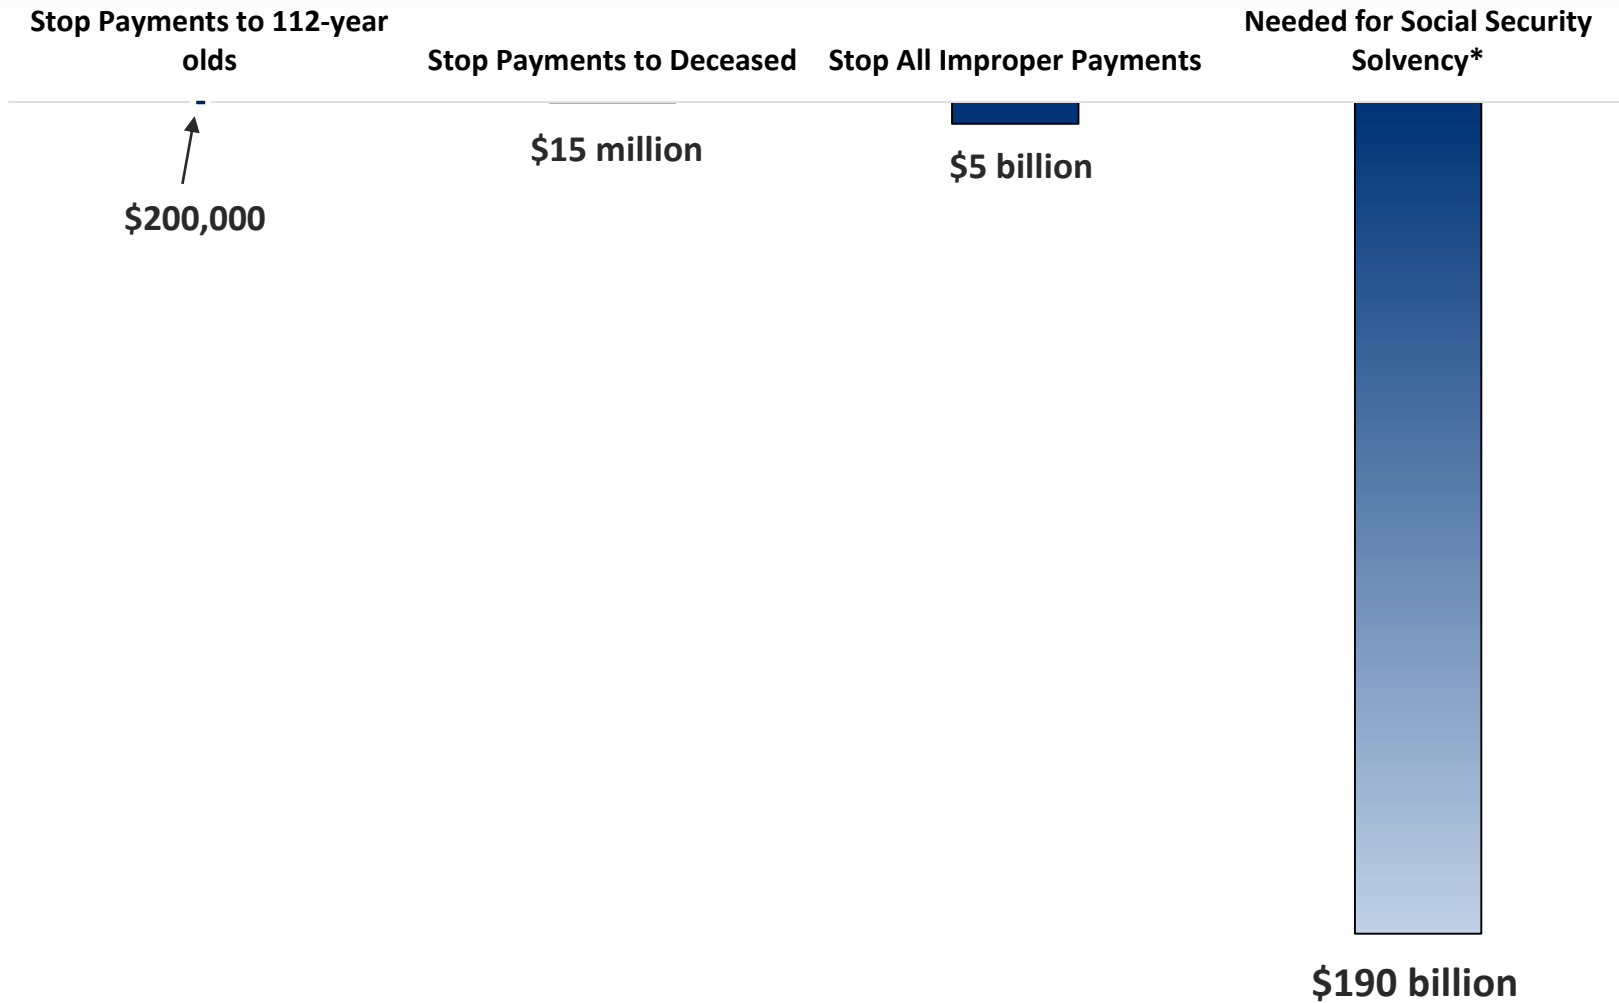 Stop Payments to 112-year
olds
Stop Payments to Deceased
Stop All Improper Payments
Needed for Social Security
Solvency*
$200,000
$15 million
$5 billion
$190 billion